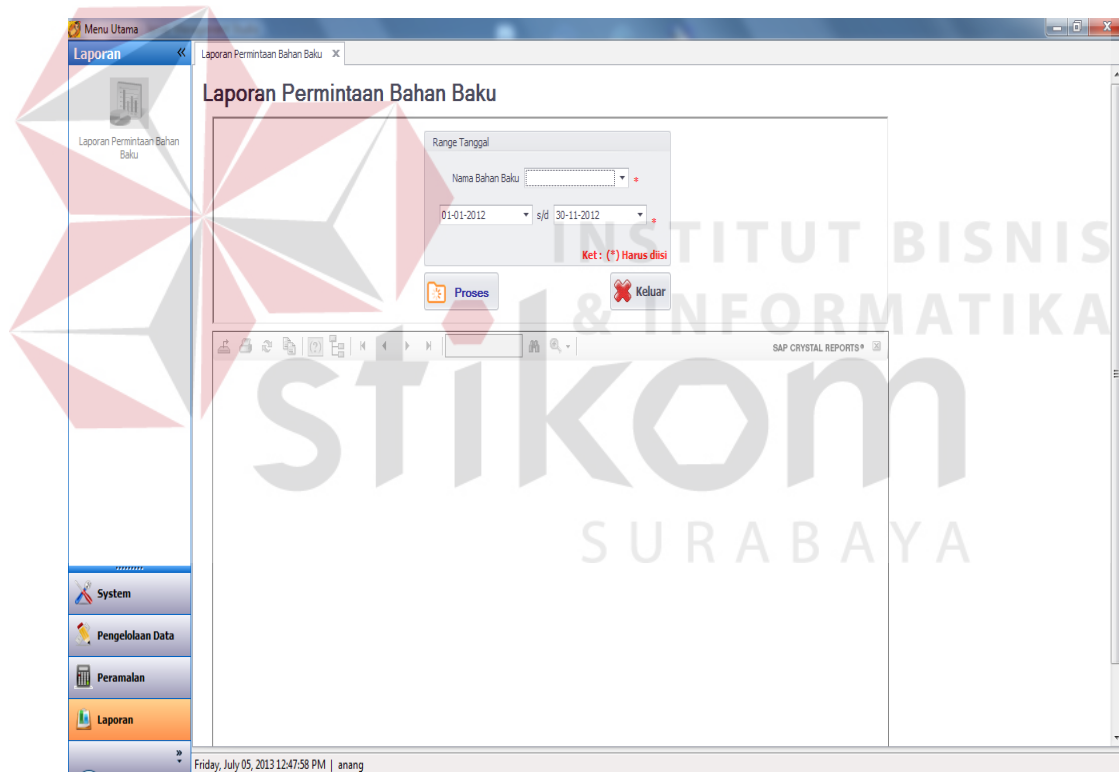 Menu Utama
Laporan
Laporan Permintaan Bahan Baku
Laporan Permintaan Bahan
Baku
Laporan Permintaan Bahan Baku
Range Tanggal
Nama Bahan Baku
*
01-01-2012 s/d 30-11-2012
*
Ket : (*) Harus diisi
Proses
Keluar
SAP CRYSTAL REPORTS®
INSTITUT BISNIS
& INFORMATIKA
stikom
SURABAYA
System
Pengelolaan Data
Peramalan
Laporan
Friday, July 05, 2013 12:47:58 PM | anang